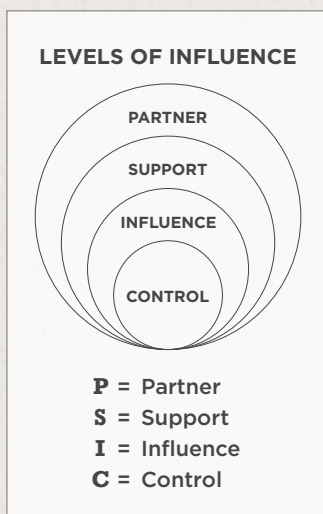 LEVELS OF INFLUENCE
PARTNER
SUPPORT
INFLUENCE
CONTROL
P = Partner
S = Support
I = Influence
C = Control